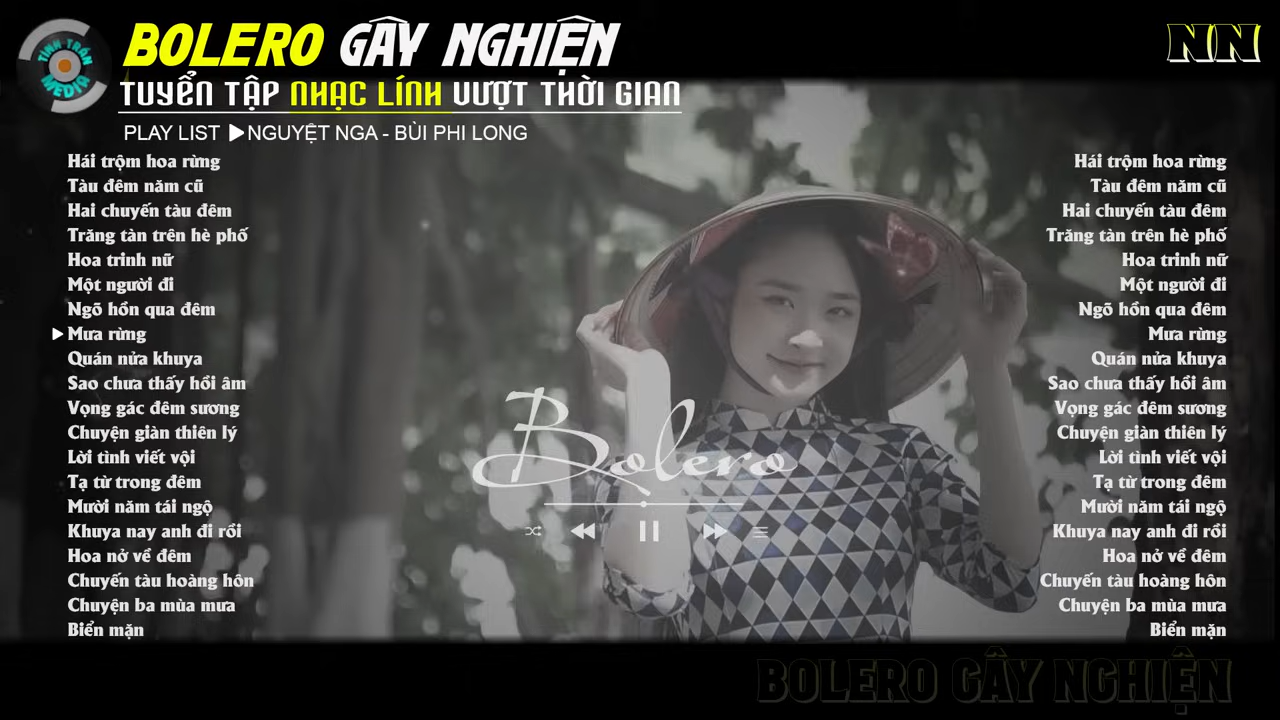 TÌNH TRẦN
MEDIA
BOLERO GÂY NGHIỆN
TUYỂN TẬP NHẠC LÍNH VƯỢT THỜI GIAN
PLAY LIST ▶NGUYỆT NGA - BÙI PHI LONG
NN
Hái trộm hoa rừng
Tàu đêm năm cũ
Hai chuyến tàu đêm
Trăng tàn trên hè phố
Hoa trinh nữ
Một người đi
Ngõ hồn qua đêm
Mưa rừng
Quán nửa khuya
Sao chưa thấy hồi âm
Vọng gác đêm sương
Chuyện giàn thiên lý
Lời tình viết vội
Tạ từ trong đêm
Mười năm tái ngộ
Khuya nay anh đi rồi
Hoa nở về đêm
Chuyến tàu hoàng hôn
Chuyện ba mùa mưa
Biển mặn
Bolero
Hái trộm hoa rừng
Tàu đêm năm cũ
Hai chuyến tàu đêm
Trăng tàn trên hè phố
Hoa trinh nữ
Một người đi
Ngõ hồn qua đêm
Mưa rừng
Quán nửa khuya
Sao chưa thấy hồi âm
Vọng gác đêm sương
Chuyện giàn thiên lý
Lời tình viết vội
Tạ từ trong đêm
Mười năm tái ngộ
Khuya nay anh đi rồi
Hoa nở về đêm
Chuyến tàu hoàng hôn
Chuyện ba mùa mưa
Biển mặn
BOLERO GÂY NGHIỆN